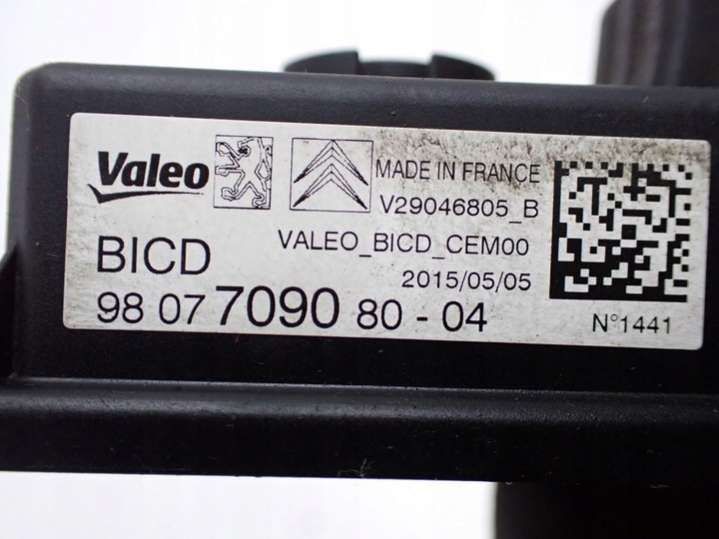 Valeo
MADE IN FRANCE
V29046805_B
BICD
VALEO_BICD_CEM00
2015/05/05
98 07 7090 80 - 04
N°1441